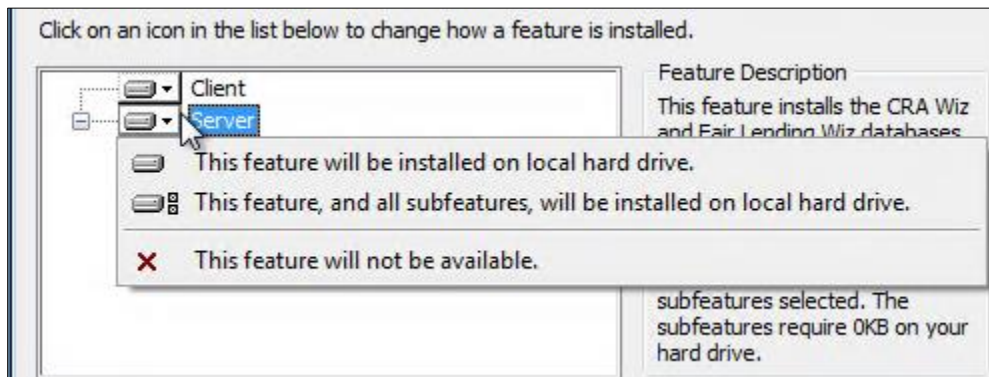 Click on an icon in the list below to change how a feature is installed.
Client
Server
Feature Description
This feature installs the CRA Wiz
and Fair Lending Wiz databases
This feature will be installed on local hard drive.
This feature, and all subfeatures, will be installed on local hard drive.
This feature will not be available.
subfeatures selected. The
subfeatures require 0KB on your
hard drive.